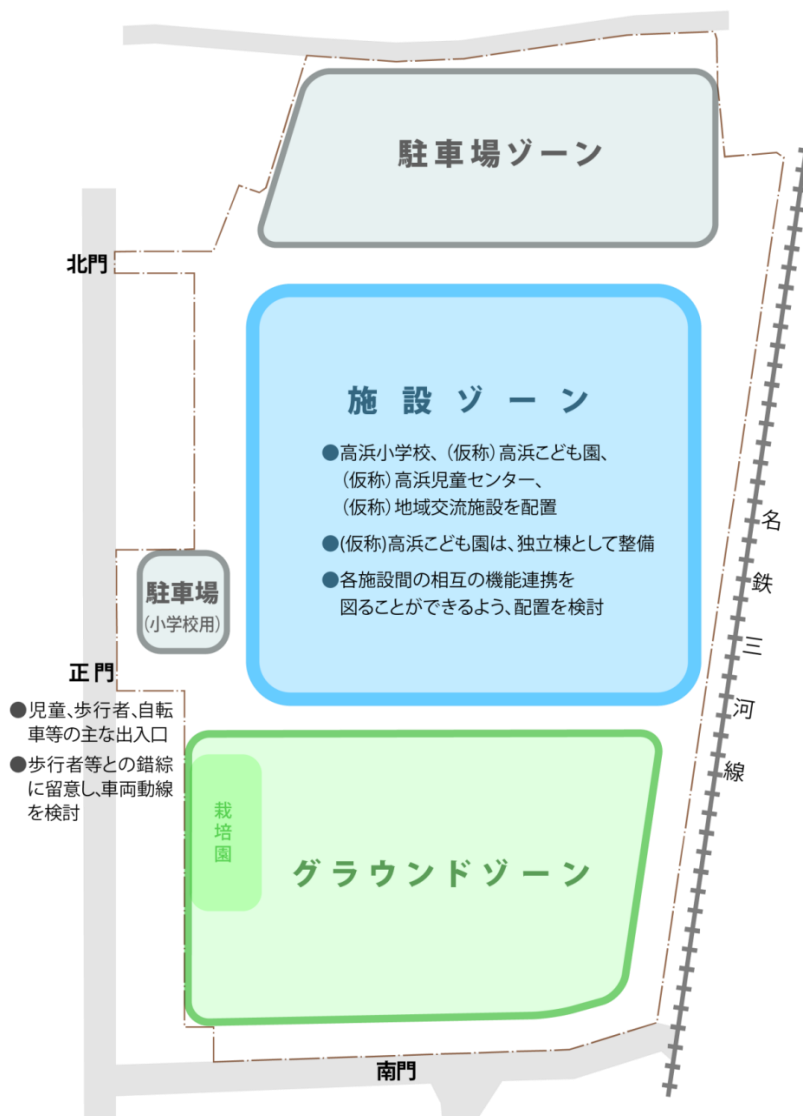 駐車場ゾーン
北門
施設ゾーン
●高浜小学校、(仮称)高浜こども園、
(仮称)高浜児童センター、
(仮称)地域交流施設を配置
●(仮称)高浜こども園は、独立棟として整備
●各施設間の相互の機能連携を
図ることができるよう、配置を検討
名鉄三河線
駐車場
(小学校用)
正門
●児童、歩行者、自転
車等の主な出入口
●歩行者等との錯綜
に留意し、車両動線
を検討
栽培園
グラウンドゾーン
南門